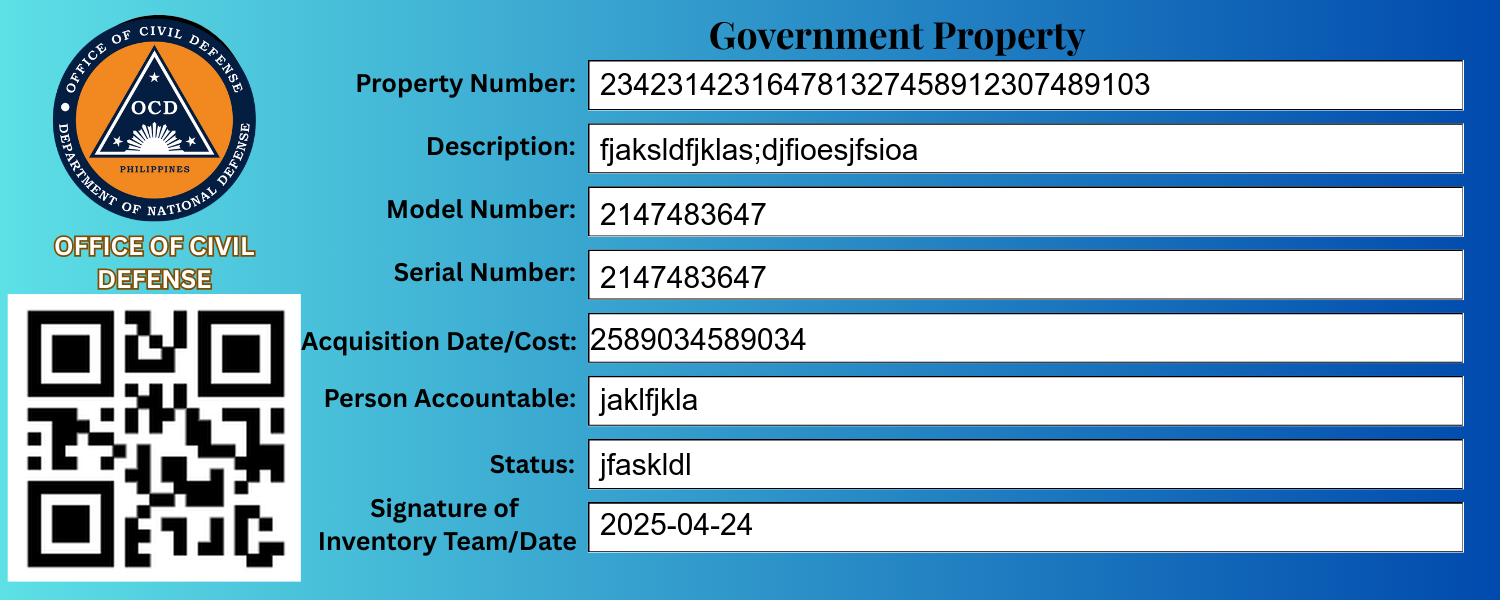 OFFICE OF CIVIL DEFENSE
OCD
PHILIPPINES
DEPARTMENT OF NATIONAL DEFENSE
OFFICE OF CIVIL
DEFENSE
Government Property
Property Number: 234231423164781327458912307489103
Description: fjaksldfjklas;djfioesjfsioa
Model Number: 2147483647
Serial Number: 2147483647
Acquisition Date/Cost: 2589034589034
Person Accountable: jaklfjkla
Status: jfaskldl
Signature of
Inventory Team/Date 2025-04-24